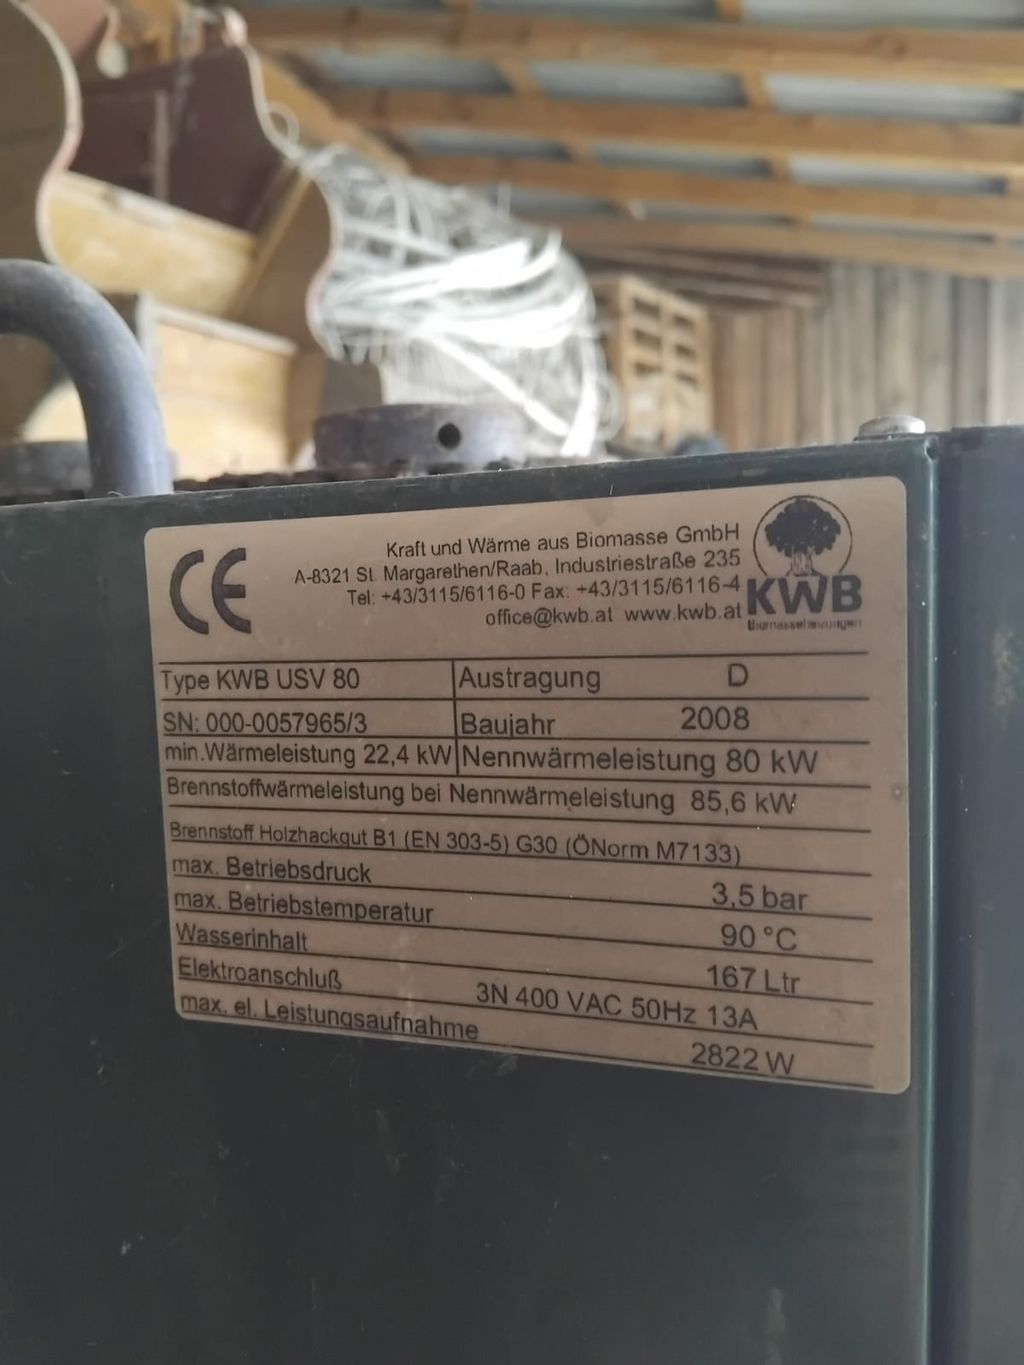 CE
Kraft und Wärme aus Biomasse GmbH
A-8321 St. Margarethen/Raab, Industriestraße 235
Tel: +43/3115/6116-0 Fax: +43/3115/6116-4
office@kwb.at www.kwb.at
KWB
Biomasseheizungen
Type KWB USV 80 Austragung D
SN: 000-0057965/3 Baujahr 2008
min.Wärmeleistung 22,4 kW Nennwärmeleistung 80 kW
Brennstoffwärmeleistung bei Nennwärmeleistung 85,6 kW
Brennstoff Holzhackgut B1 (EN 303-5) G30 (ÖNorm M7133)
max. Betriebsdruck 3,5 bar
max. Betriebstemperatur 90 °C
Wasserinhalt 167 Ltr
Elektroanschluß 3N 400 VAC 50Hz 13A
max. el. Leistungsaufnahme 2822 W